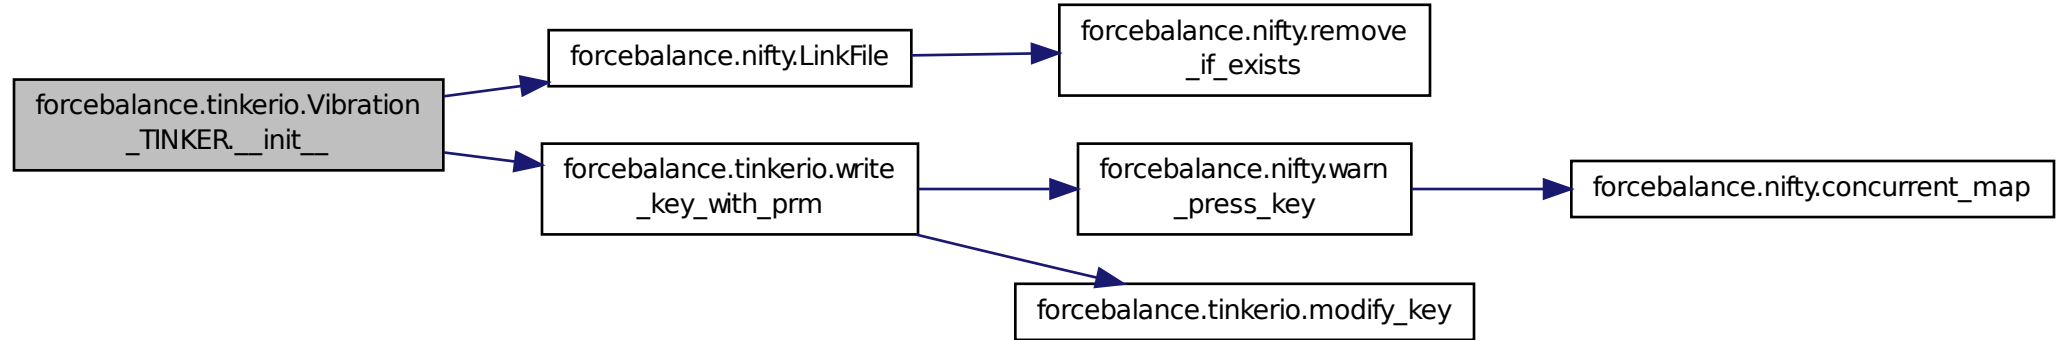 forcebalance.tinkerio.Vibration
_TINKER.__init__
forcebalance.nifty.LinkFile
forcebalance.nifty.remove
_if_exists
forcebalance.tinkerio.write
_key_with_prm
forcebalance.nifty.warn
_press_key
forcebalance.nifty.concurrent_map
forcebalance.tinkerio.modify_key